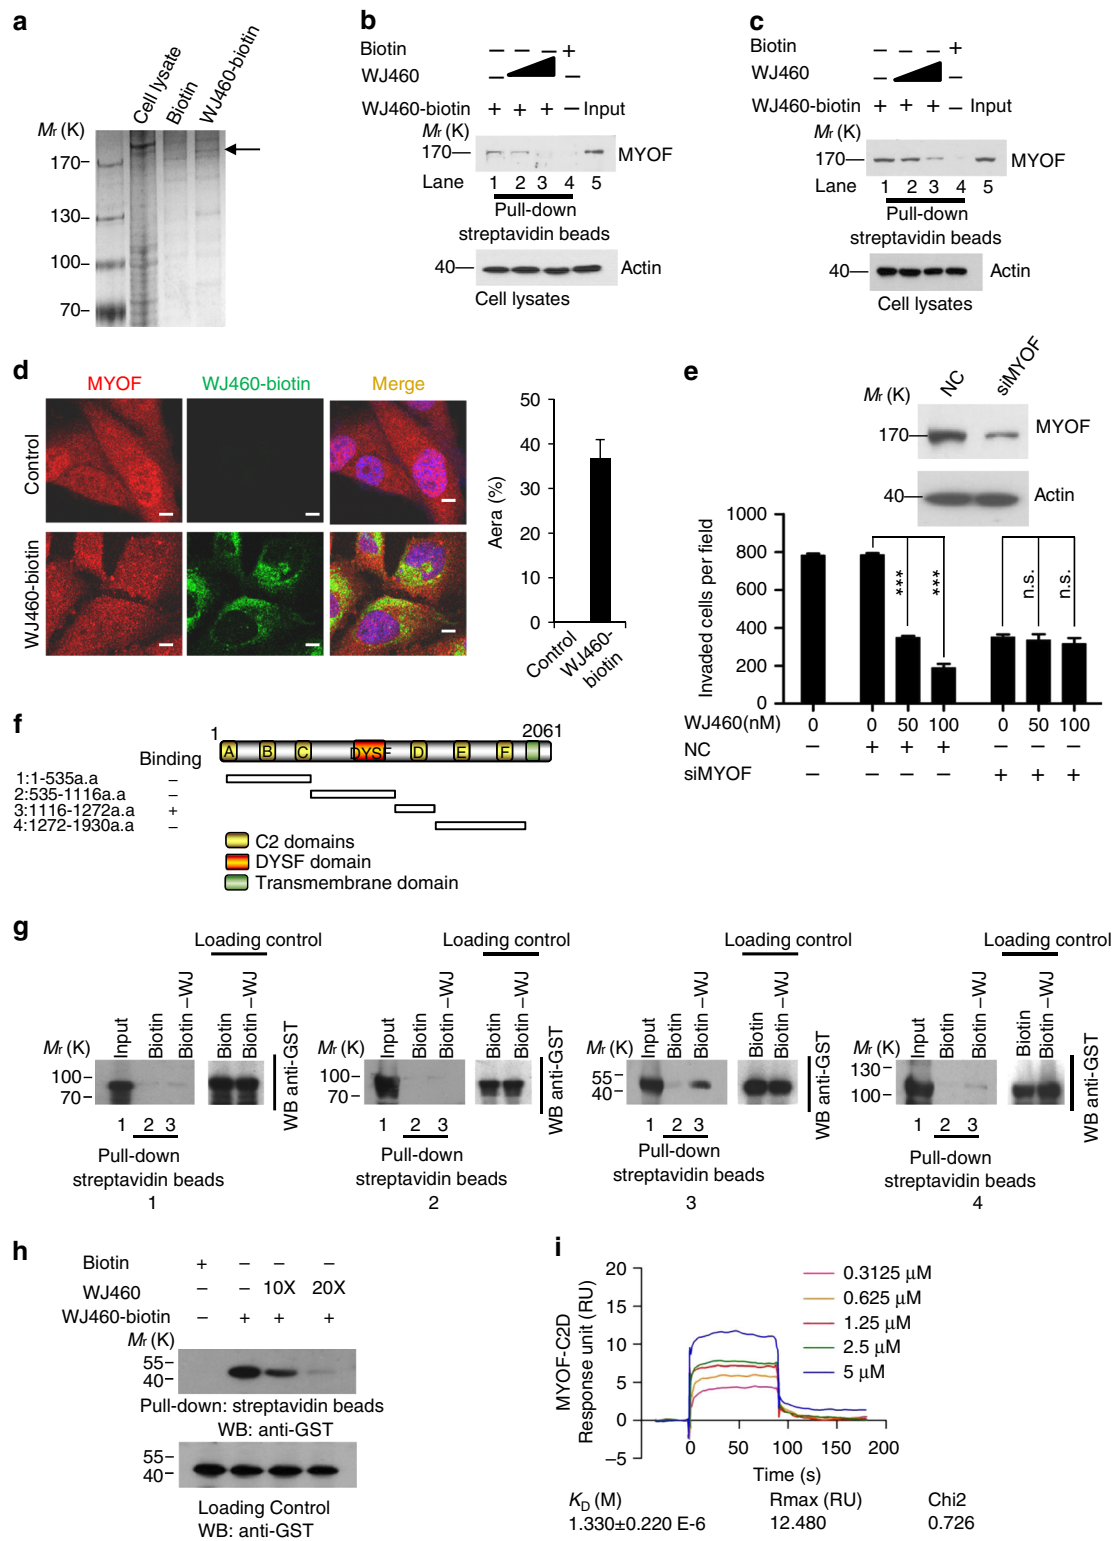 a
Cell lysate
Biotin
WJ460-biotin
Mr (K)
170–
130–
100–
70–
b
Biotin – – – +
WJ460 – –
WJ460-biotin + + + – Input
Mr (K)
170— MYOF
Lane 1 2 3 4 5
Pull-down
streptavidin beads
40— Actin
Cell lysates
c
Biotin – – – +
WJ460 – –
WJ460-biotin + + + – Input
Mr (K)
170— MYOF
Lane 1 2 3 4 5
Pull-down
streptavidin beads
40— Actin
Cell lysates
d
MYOF WJ460-biotin Merge
Control
WJ460-biotin
Aera (%)
50
40
30
20
10
0
Control
WJ460-
biotin
e
NC siMYOF
Mr (K)
170— MYOF
40— Actin
Invaded cells per field
1000
800
600
400
200
0
*** *** n.s. n.s.
WJ460(nM) 0 0 50 100 0 50 100
NC – + + + – – –
siMYOF – – – – + + +
f
1 2061
A B C DYSF D E F
Binding
1:1-535a.a –
2:535-1116a.a –
3:1116-1272a.a +
4:1272-1930a.a –
C2 domains
DYSF domain
Transmembrane domain
g
Loading control
Input
Biotin
Biotin –WJ
Biotin
Biotin –WJ
Mr (K)
100–
70–
WB anti-GST
1 2 3
Pull-down
streptavidin beads
1
Loading control
Input
Biotin
Biotin –WJ
Biotin
Biotin –WJ
Mr (K)
100–
70–
WB anti-GST
1 2 3
Pull-down
streptavidin beads
2
Loading control
Input
Biotin
Biotin –WJ
Biotin
Biotin –WJ
Mr (K)
55–
40–
WB anti-GST
1 2 3
Pull-down
streptavidin beads
3
Loading control
Input
Biotin
Biotin –WJ
Biotin
Biotin –WJ
Mr (K)
130–
100–
WB anti-GST
1 2 3
Pull-down
streptavidin beads
4
h
Biotin + – – –
WJ460 – – 10X 20X
WJ460-biotin – + + +
Mr (K)
55–
40–
Pull-down: streptavidin beads
WB: anti-GST
55–
40–
Loading Control
WB: anti-GST
i
MYOF-C2D
Response unit (RU)
20
15
10
5
0
–5
0 50 100 150 200
Time (s)
0.3125 μM
0.625 μM
1.25 μM
2.5 μM
5 μM
KD (M) Rmax (RU) Chi2
1.330±0.220 E-6 12.480 0.726